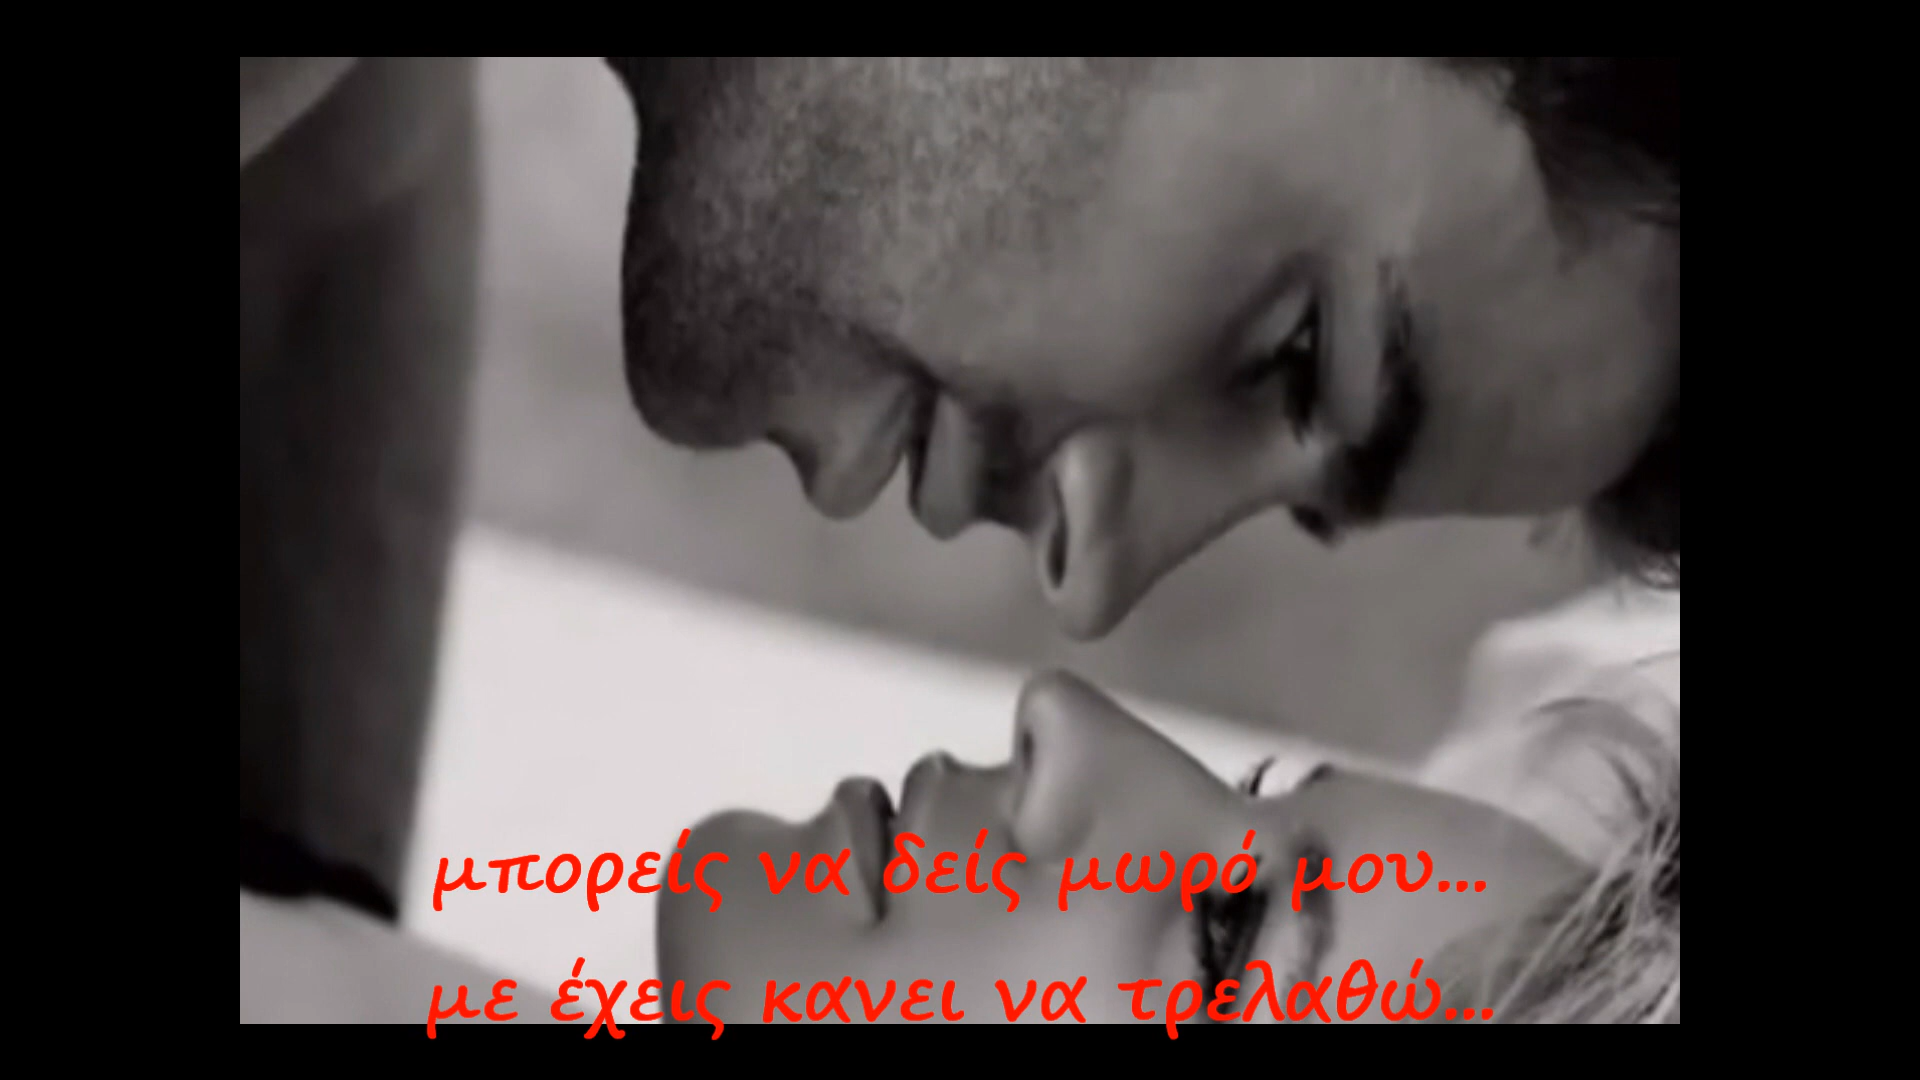 μπορείς να δείς μωρό μου...
με έχεις κανει να τρελαθώ...